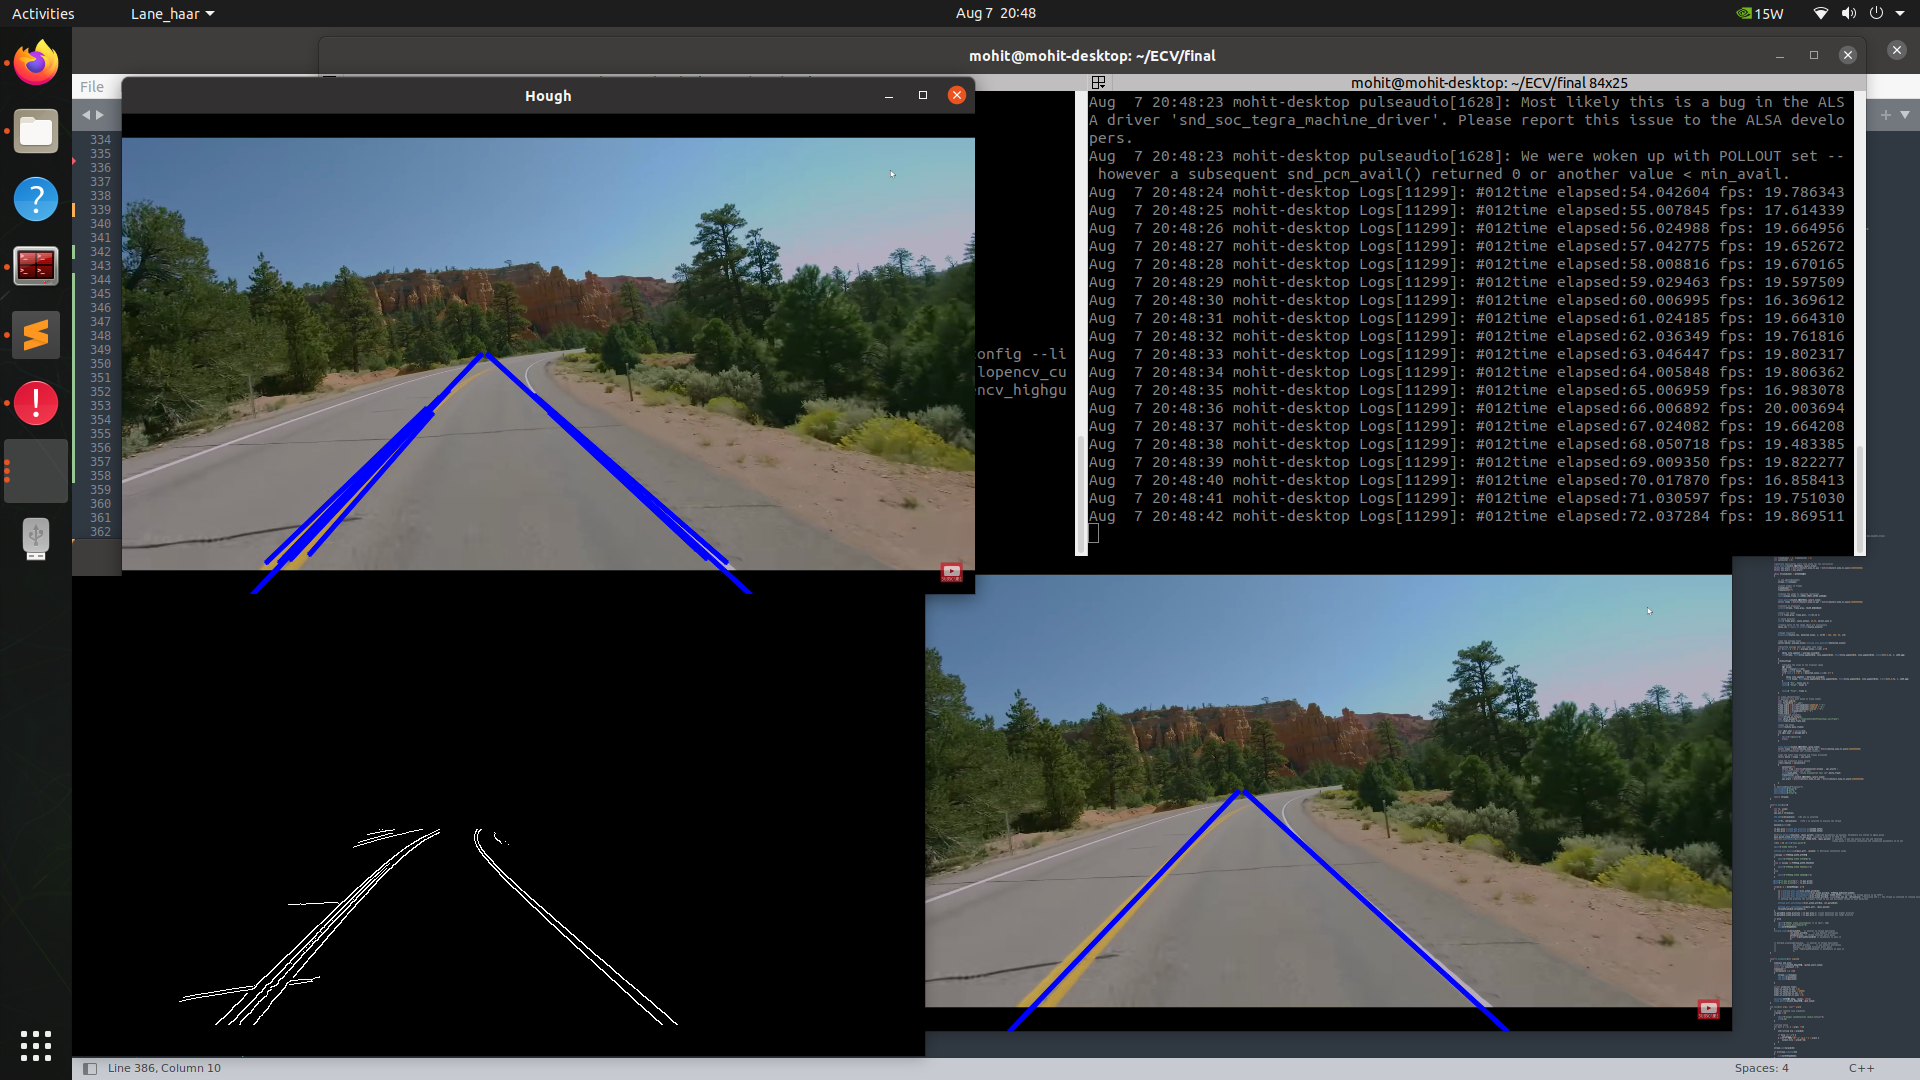 Activities
Lane_haar
Aug 7 20:48
15W
mohit@mohit-desktop: ~/ECV/final
File
Hough
mohit@mohit-desktop: ~/ECV/final 84x25
334
335
336
337
338
339
340
341
342
343
344
345
346
347
348
349
350
351
352
353
354
355
356
357
358
359
360
361
362
onfig --li
lopencv_cu
ncv_highgu
Aug  7 20:48:23 mohit-desktop pulseaudio[1628]: Most likely this is a bug in the ALS
A driver 'snd_soc_tegra_machine_driver'. Please report this issue to the ALSA develo
pers.
Aug  7 20:48:23 mohit-desktop pulseaudio[1628]: We were woken up with POLLOUT set --
 however a subsequent snd_pcm_avail() returned 0 or another value < min_avail.
Aug  7 20:48:24 mohit-desktop Logs[11299]: #012time elapsed:54.042604 fps: 19.786343
Aug  7 20:48:25 mohit-desktop Logs[11299]: #012time elapsed:55.007845 fps: 17.614339
Aug  7 20:48:26 mohit-desktop Logs[11299]: #012time elapsed:56.024988 fps: 19.664956
Aug  7 20:48:27 mohit-desktop Logs[11299]: #012time elapsed:57.042775 fps: 19.652672
Aug  7 20:48:28 mohit-desktop Logs[11299]: #012time elapsed:58.008816 fps: 19.670165
Aug  7 20:48:29 mohit-desktop Logs[11299]: #012time elapsed:59.029463 fps: 19.597509
Aug  7 20:48:30 mohit-desktop Logs[11299]: #012time elapsed:60.006995 fps: 16.369612
Aug  7 20:48:31 mohit-desktop Logs[11299]: #012time elapsed:61.024185 fps: 19.664310
Aug  7 20:48:32 mohit-desktop Logs[11299]: #012time elapsed:62.036349 fps: 19.761816
Aug  7 20:48:33 mohit-desktop Logs[11299]: #012time elapsed:63.046447 fps: 19.802317
Aug  7 20:48:34 mohit-desktop Logs[11299]: #012time elapsed:64.005848 fps: 19.806362
Aug  7 20:48:35 mohit-desktop Logs[11299]: #012time elapsed:65.006959 fps: 16.983078
Aug  7 20:48:36 mohit-desktop Logs[11299]: #012time elapsed:66.006892 fps: 20.003694
Aug  7 20:48:37 mohit-desktop Logs[11299]: #012time elapsed:67.024082 fps: 19.664208
Aug  7 20:48:38 mohit-desktop Logs[11299]: #012time elapsed:68.050718 fps: 19.483385
Aug  7 20:48:39 mohit-desktop Logs[11299]: #012time elapsed:69.009350 fps: 19.822277
Aug  7 20:48:40 mohit-desktop Logs[11299]: #012time elapsed:70.017870 fps: 16.858413
Aug  7 20:48:41 mohit-desktop Logs[11299]: #012time elapsed:71.030597 fps: 19.751030
Aug  7 20:48:42 mohit-desktop Logs[11299]: #012time elapsed:72.037284 fps: 19.869511
Line 386, Column 10
Spaces: 4
C++